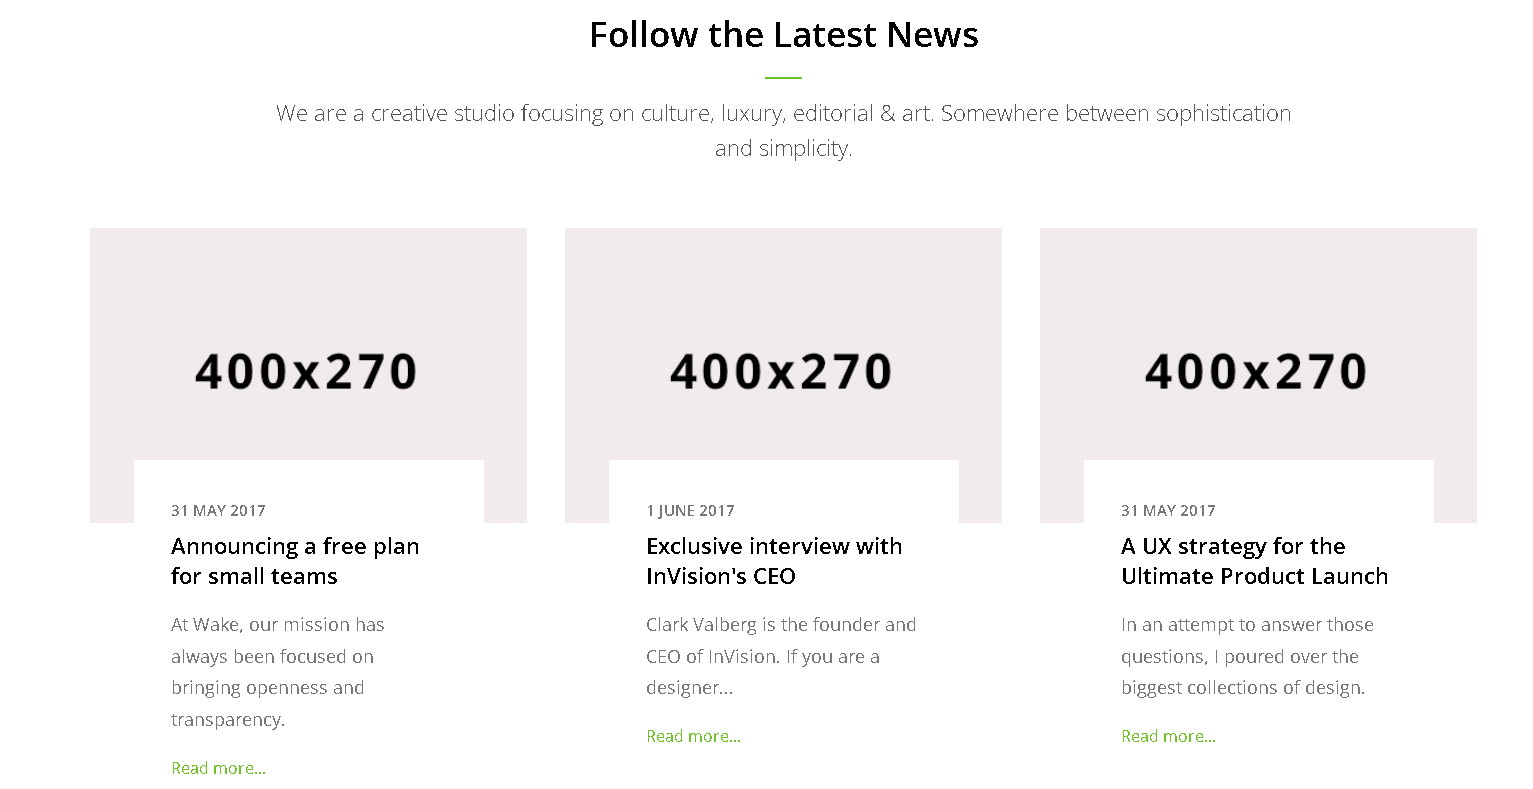 Follow the Latest News
We are a creative studio focusing on culture, luxury, editorial & art. Somewhere between sophistication
and simplicity.
400x270
31 MAY 2017
Announcing a free plan
for small teams
At Wake, our mission has
always been focused on
bringing openness and
transparency.
Read more...
400x270
1 JUNE 2017
Exclusive interview with
InVision's CEO
Clark Valberg is the founder and
CEO of InVision. If you are a
designer...
Read more...
400x270
31 MAY 2017
A UX strategy for the
Ultimate Product Launch
In an attempt to answer those
questions, I poured over the
biggest collections of design.
Read more...